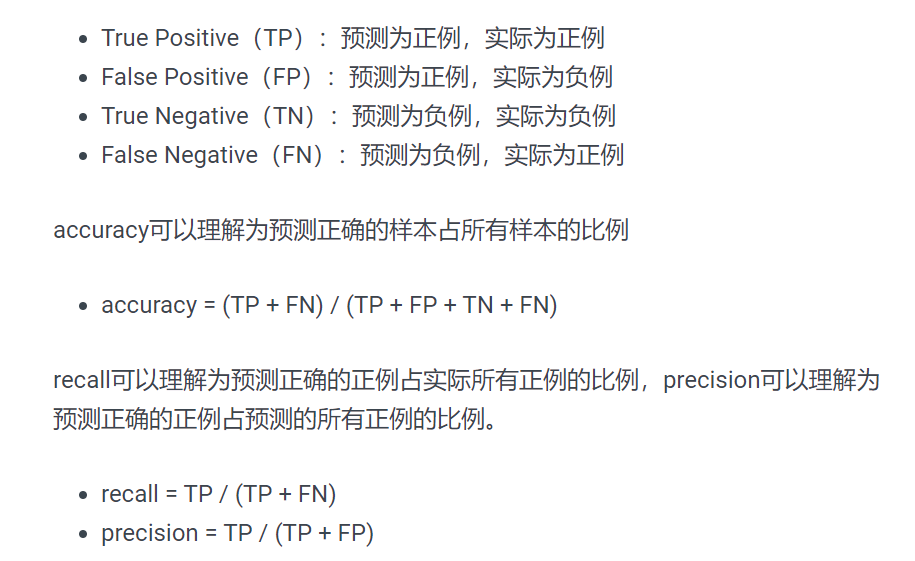 • True Positive（TP）：预测为正例，实际为正例
• False Positive（FP）：预测为正例，实际为负例
• True Negative（TN）：预测为负例，实际为负例
• False Negative（FN）：预测为负例，实际为正例
accuracy可以理解为预测正确的样本占所有样本的比例
• accuracy = (TP + FN) / (TP + FP + TN + FN)
recall可以理解为预测正确的正例占实际所有正例的比例，precision可以理解为
预测正确的正例占预测的所有正例的比例。
• recall = TP / (TP + FN)
• precision = TP / (TP + FP)